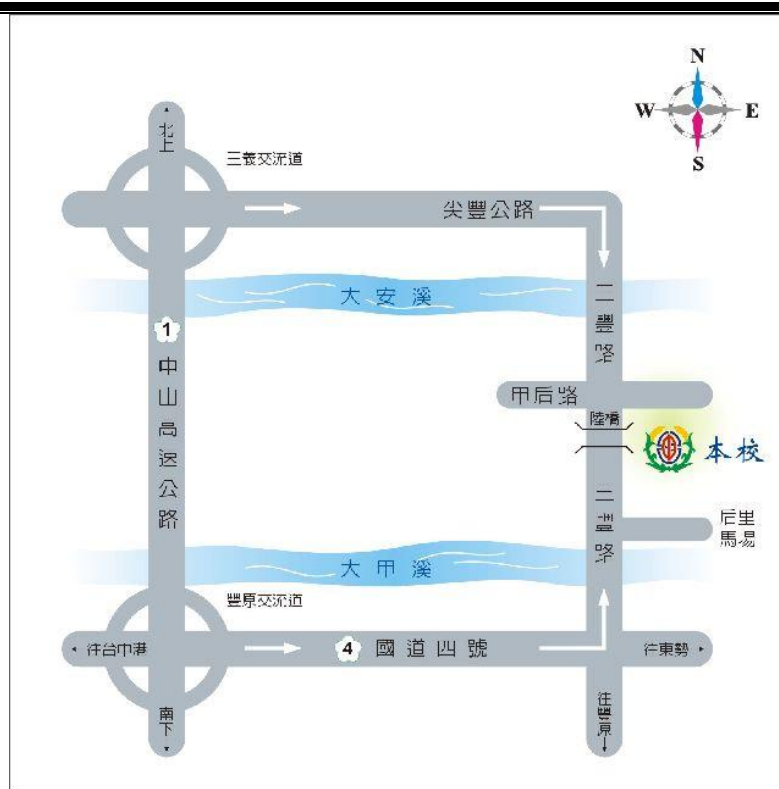 N
W
E
S
北上
三義交流道
尖豐公路
大安溪
二豐路
1
中山高速公路
甲后路
陸橋
本校
三豐路
后里
馬場
大甲溪
豐原交流道
往台中港
4
國道四號
往東勢
南下
往豐原